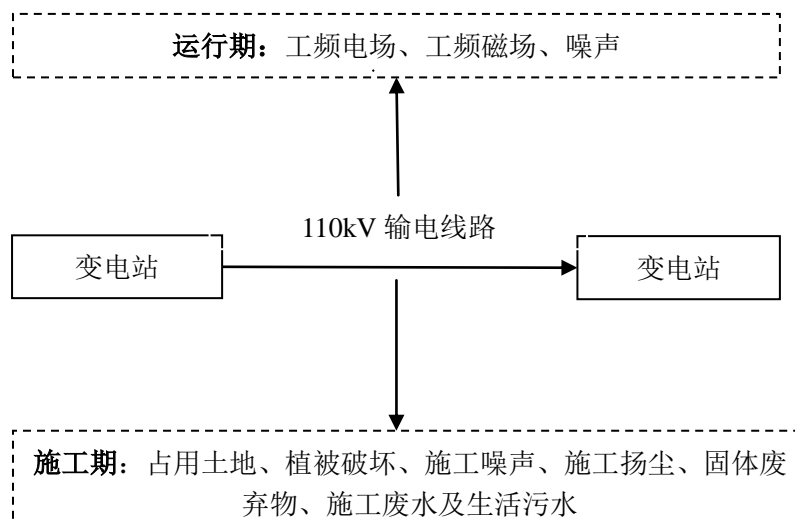 运行期：工频电场、工频磁场、噪声
110kV 输电线路
变电站
变电站
施工期：占用土地、植被破坏、施工噪声、施工扬尘、固体废
弃物、施工废水及生活污水